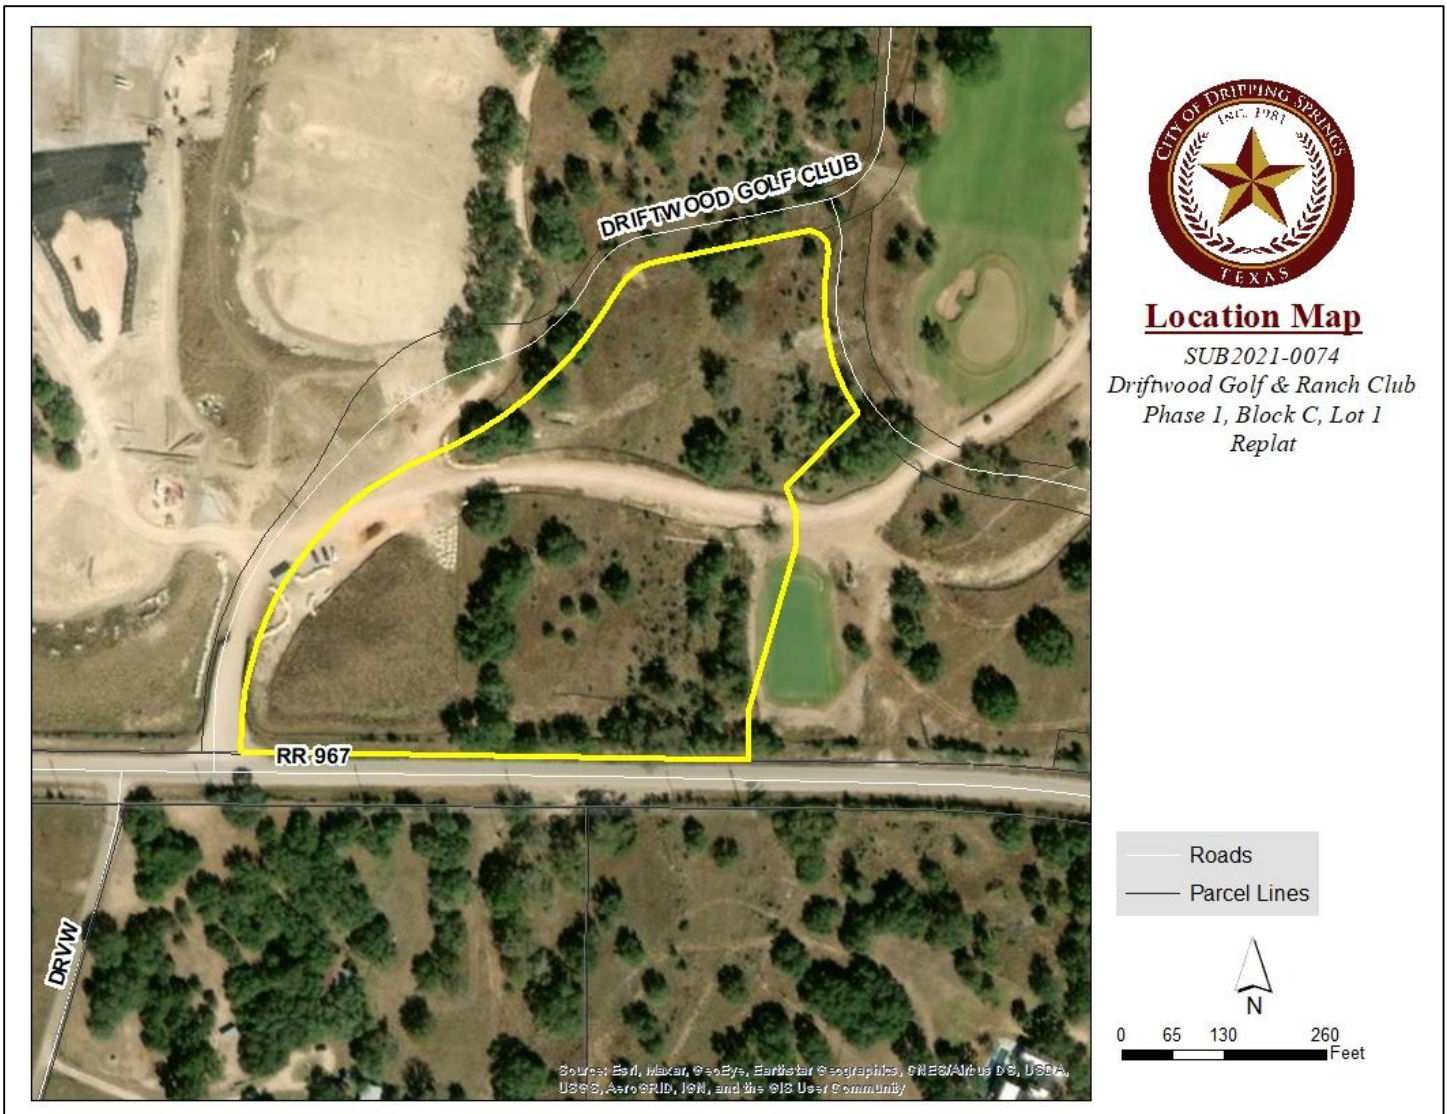 DRIFTWOOD GOLF CLUB
RR 967
DRVW
Source: Esri, Maxar, GeoEye, Earthstar Geographics, CNES/Airbus DS, USDA,
USGS, AeroGRID, IGN, and the GIS User Community
CITY OF DRIPPING SPRINGS
INC. 1981
TEXAS
Location Map
SUB2021-0074
Driftwood Golf & Ranch Club
Phase 1, Block C, Lot 1
Replat
Roads
Parcel Lines
N
0 65 130 260
Feet